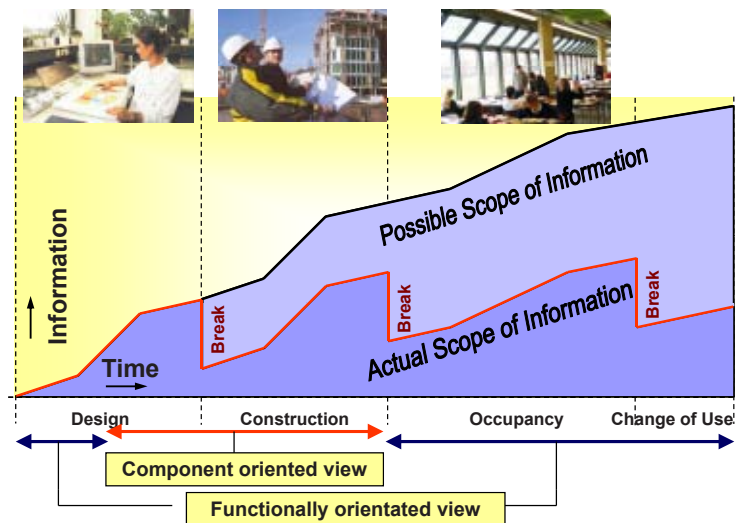 Possible Scope of Information
Information
Break
Break
Break
Actual Scope of Information
Time
Design
Construction
Occupancy
Change of Use
Component oriented view
Functionally orientated view